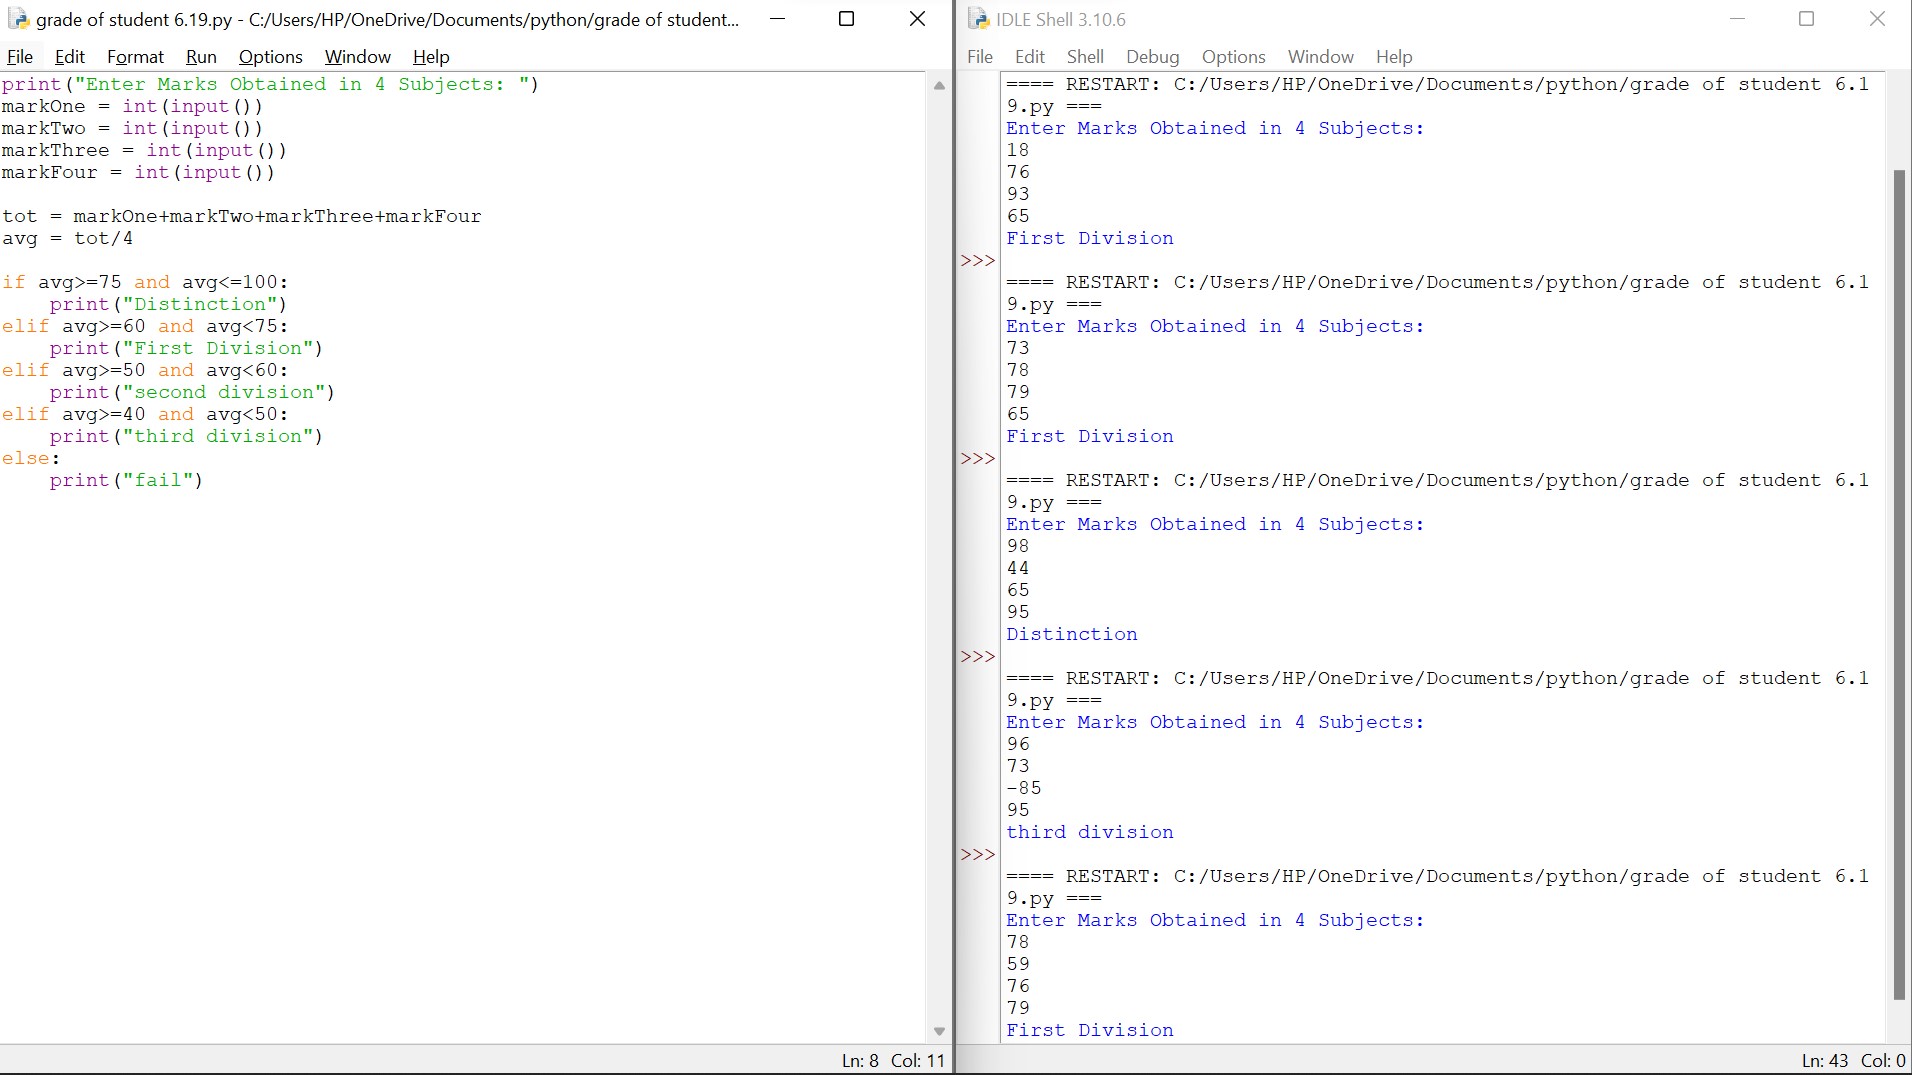 grade of student 6.19.py - C:/Users/HP/OneDrive/Documents/python/grade of student...
File Edit Format Run Options Window Help
print("Enter Marks Obtained in 4 Subjects: ")
markOne = int(input())
markTwo = int(input())
markThree = int(input())
markFour = int(input())
tot = markOne+markTwo+markThree+markFour
avg = tot/4
if avg>=75 and avg<=100:
    print("Distinction")
elif avg>=60 and avg<75:
    print("First Division")
elif avg>=50 and avg<60:
    print("second division")
elif avg>=40 and avg<50:
    print("third division")
else:
    print("fail")
Ln: 8 Col: 11
IDLE Shell 3.10.6
File Edit Shell Debug Options Window Help
==== RESTART: C:/Users/HP/OneDrive/Documents/python/grade of student 6.1
9.py ===
Enter Marks Obtained in 4 Subjects:
18
76
93
65
First Division
>>>
==== RESTART: C:/Users/HP/OneDrive/Documents/python/grade of student 6.1
9.py ===
Enter Marks Obtained in 4 Subjects:
73
78
79
65
First Division
>>>
==== RESTART: C:/Users/HP/OneDrive/Documents/python/grade of student 6.1
9.py ===
Enter Marks Obtained in 4 Subjects:
98
44
65
95
Distinction
>>>
==== RESTART: C:/Users/HP/OneDrive/Documents/python/grade of student 6.1
9.py ===
Enter Marks Obtained in 4 Subjects:
96
73
-85
95
third division
>>>
==== RESTART: C:/Users/HP/OneDrive/Documents/python/grade of student 6.1
9.py ===
Enter Marks Obtained in 4 Subjects:
78
59
76
79
First Division
Ln: 43 Col: 0